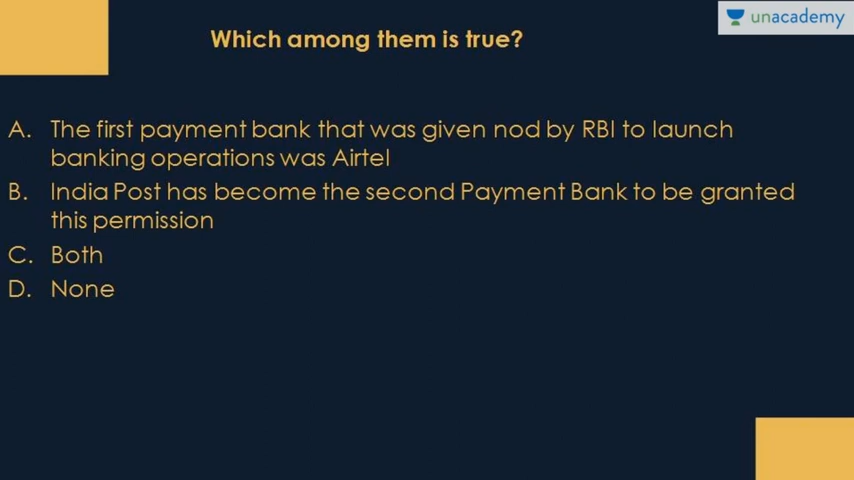 unacademy
Which among them is true?
A. The first payment bank that was given nod by RBI to launch
banking operations was Airtel
B. India Post has become the second Payment Bank to be granted
this permission
C. Both
D. None